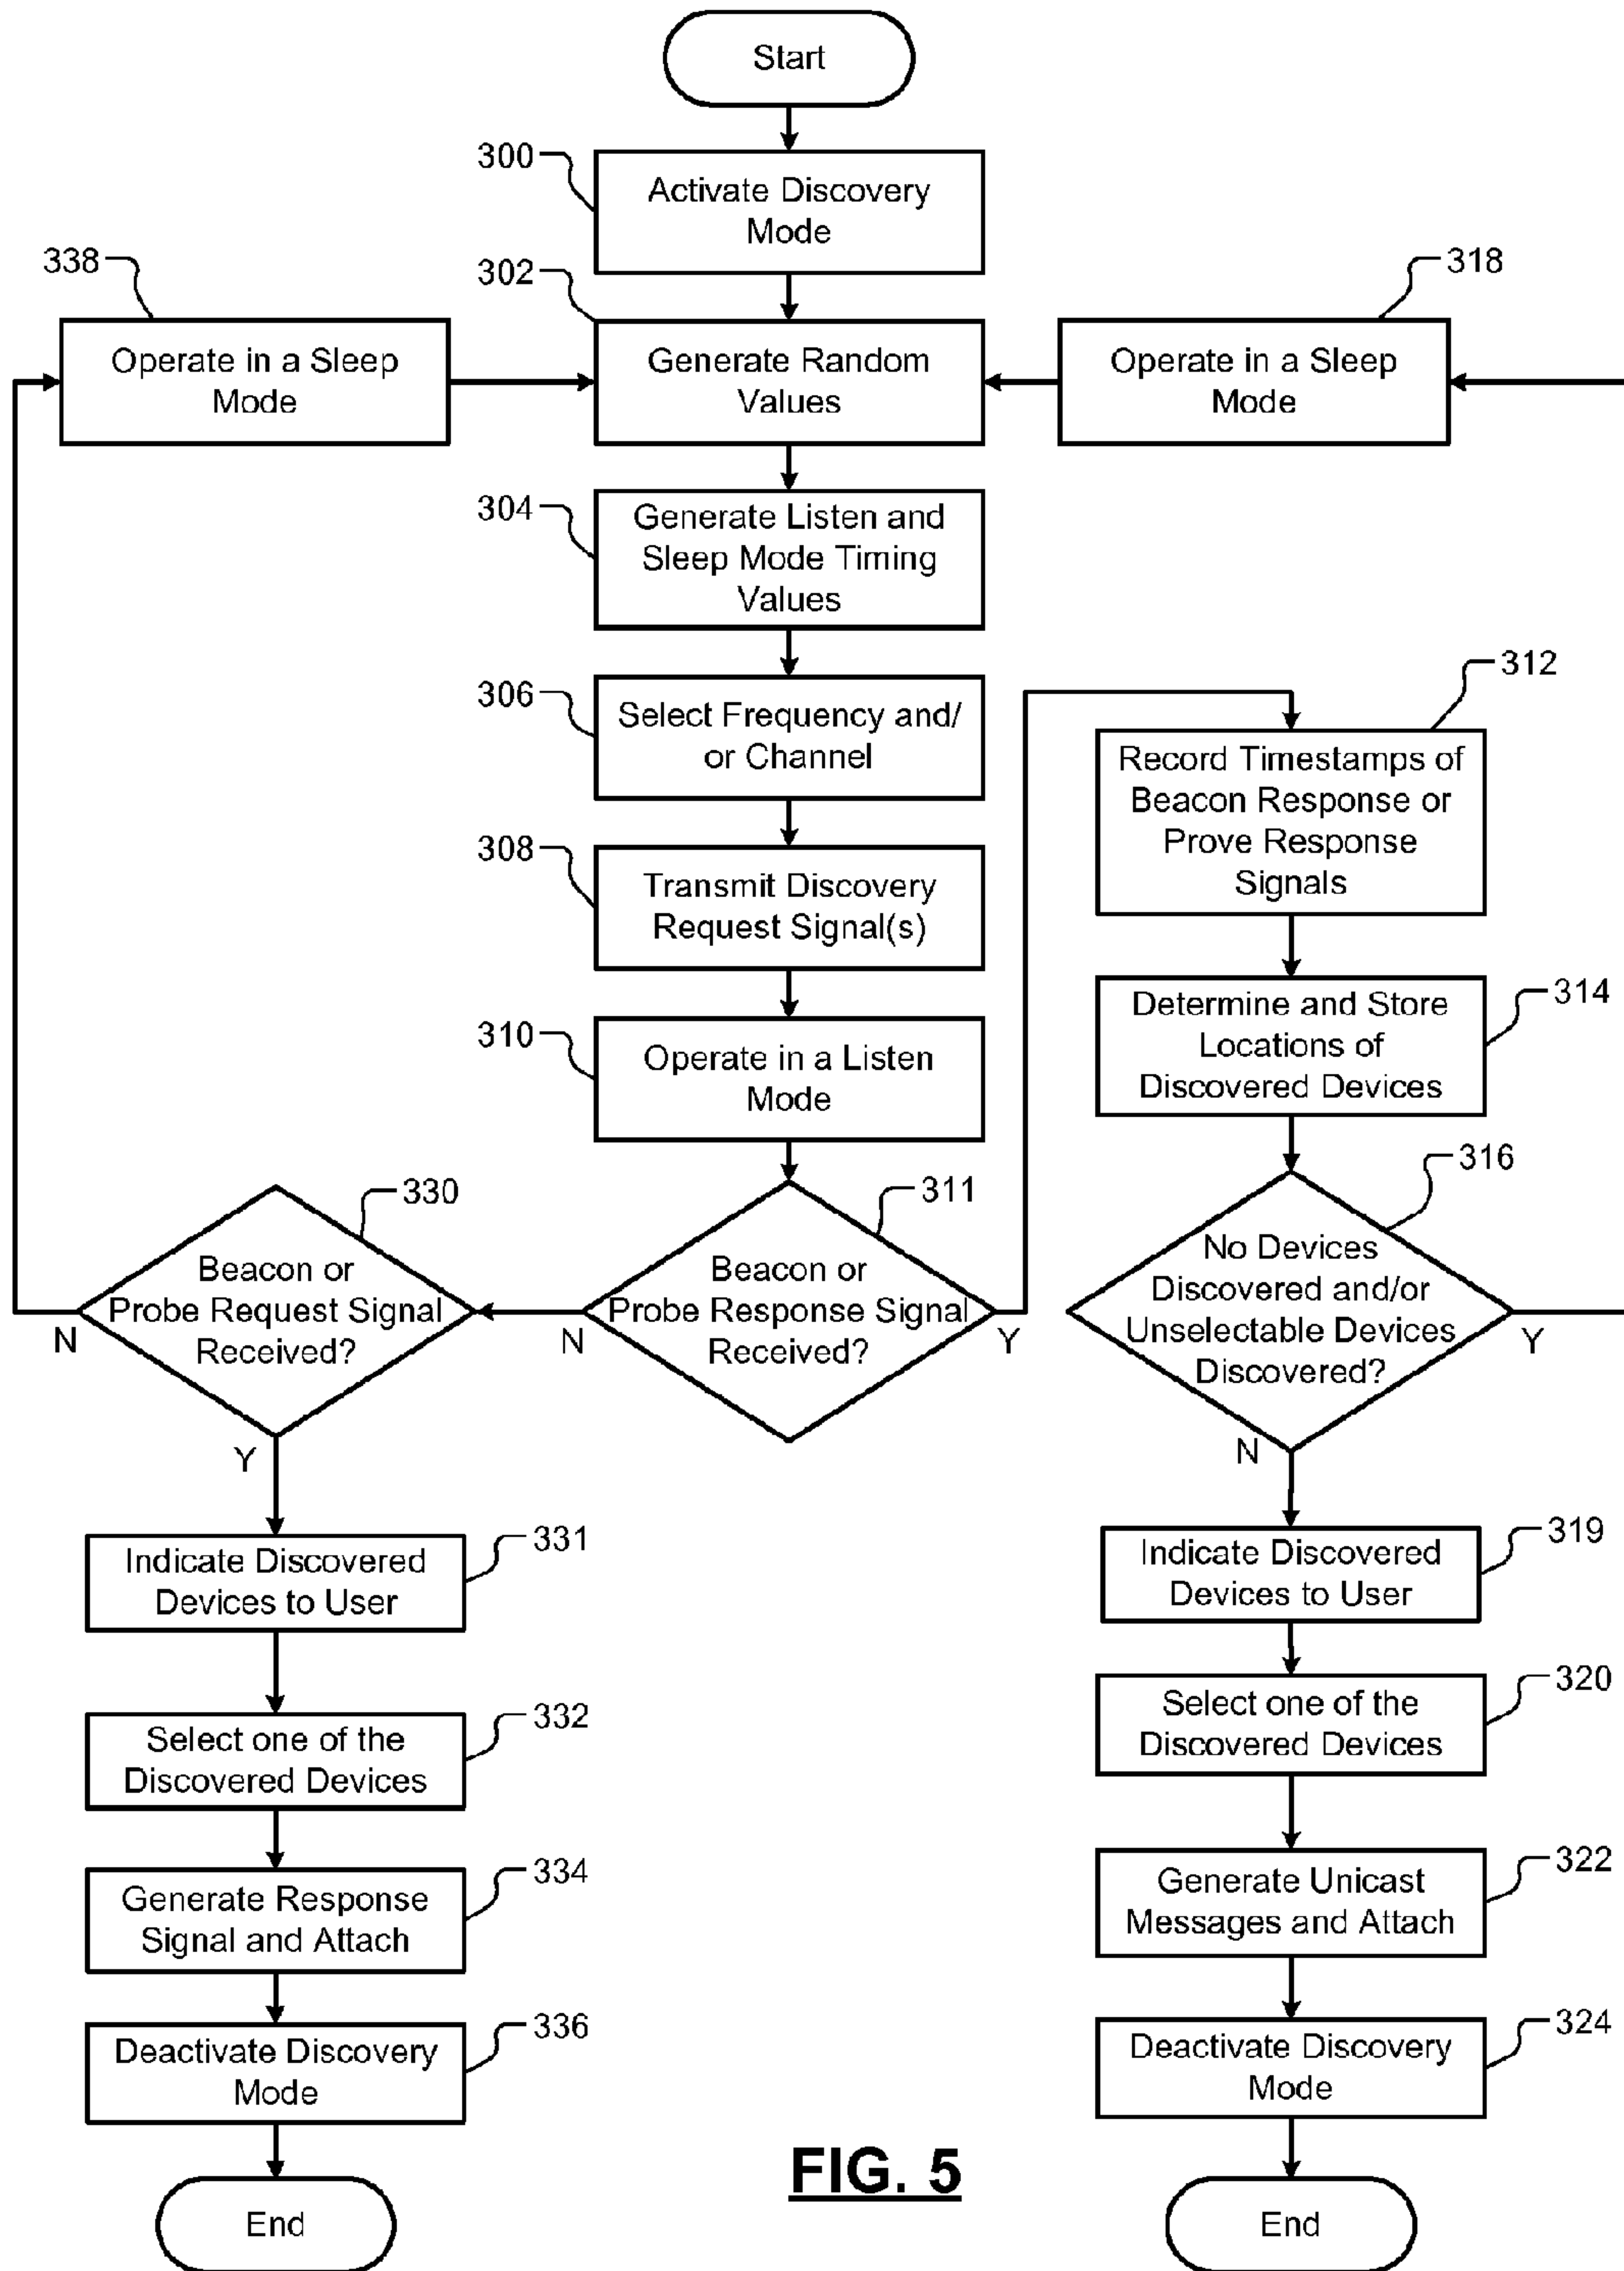 Start
300
Activate Discovery
Mode
338
Operate in a Sleep
Mode
302
Generate Random
Values
318
Operate in a Sleep
Mode
304
Generate Listen and
Sleep Mode Timing
Values
306
Select Frequency and/
or Channel
308
Transmit Discovery
Request Signal(s)
310
Operate in a Listen
Mode
311
Beacon or
Probe Response Signal
Received?
N
Y
312
Record Timestamps of
Beacon Response or
Prove Response
Signals
314
Determine and Store
Locations of
Discovered Devices
316
No Devices
Discovered and/or
Unselectable Devices
Discovered?
Y
N
319
Indicate Discovered
Devices to User
320
Select one of the
Discovered Devices
322
Generate Unicast
Messages and Attach
324
Deactivate Discovery
Mode
End
330
Beacon or
Probe Request Signal
Received?
N
Y
331
Indicate Discovered
Devices to User
332
Select one of the
Discovered Devices
334
Generate Response
Signal and Attach
336
Deactivate Discovery
Mode
End
FIG. 5